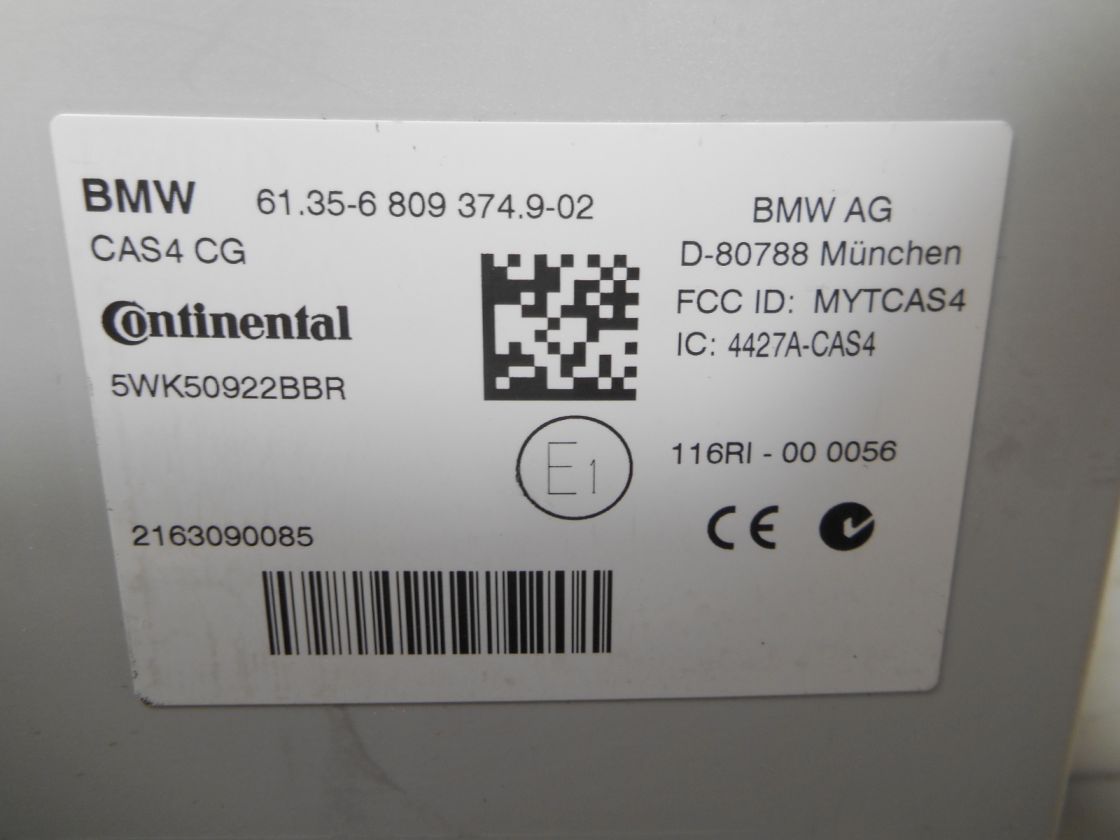 BMW 61.35-6 809 374.9-02
CAS4 CG
Continental
5WK50922BBR
2163090085
BMW AG
D-80788 München
FCC ID: MYTCAS4
IC: 4427A-CAS4
E1
116RI - 00 0056
CE